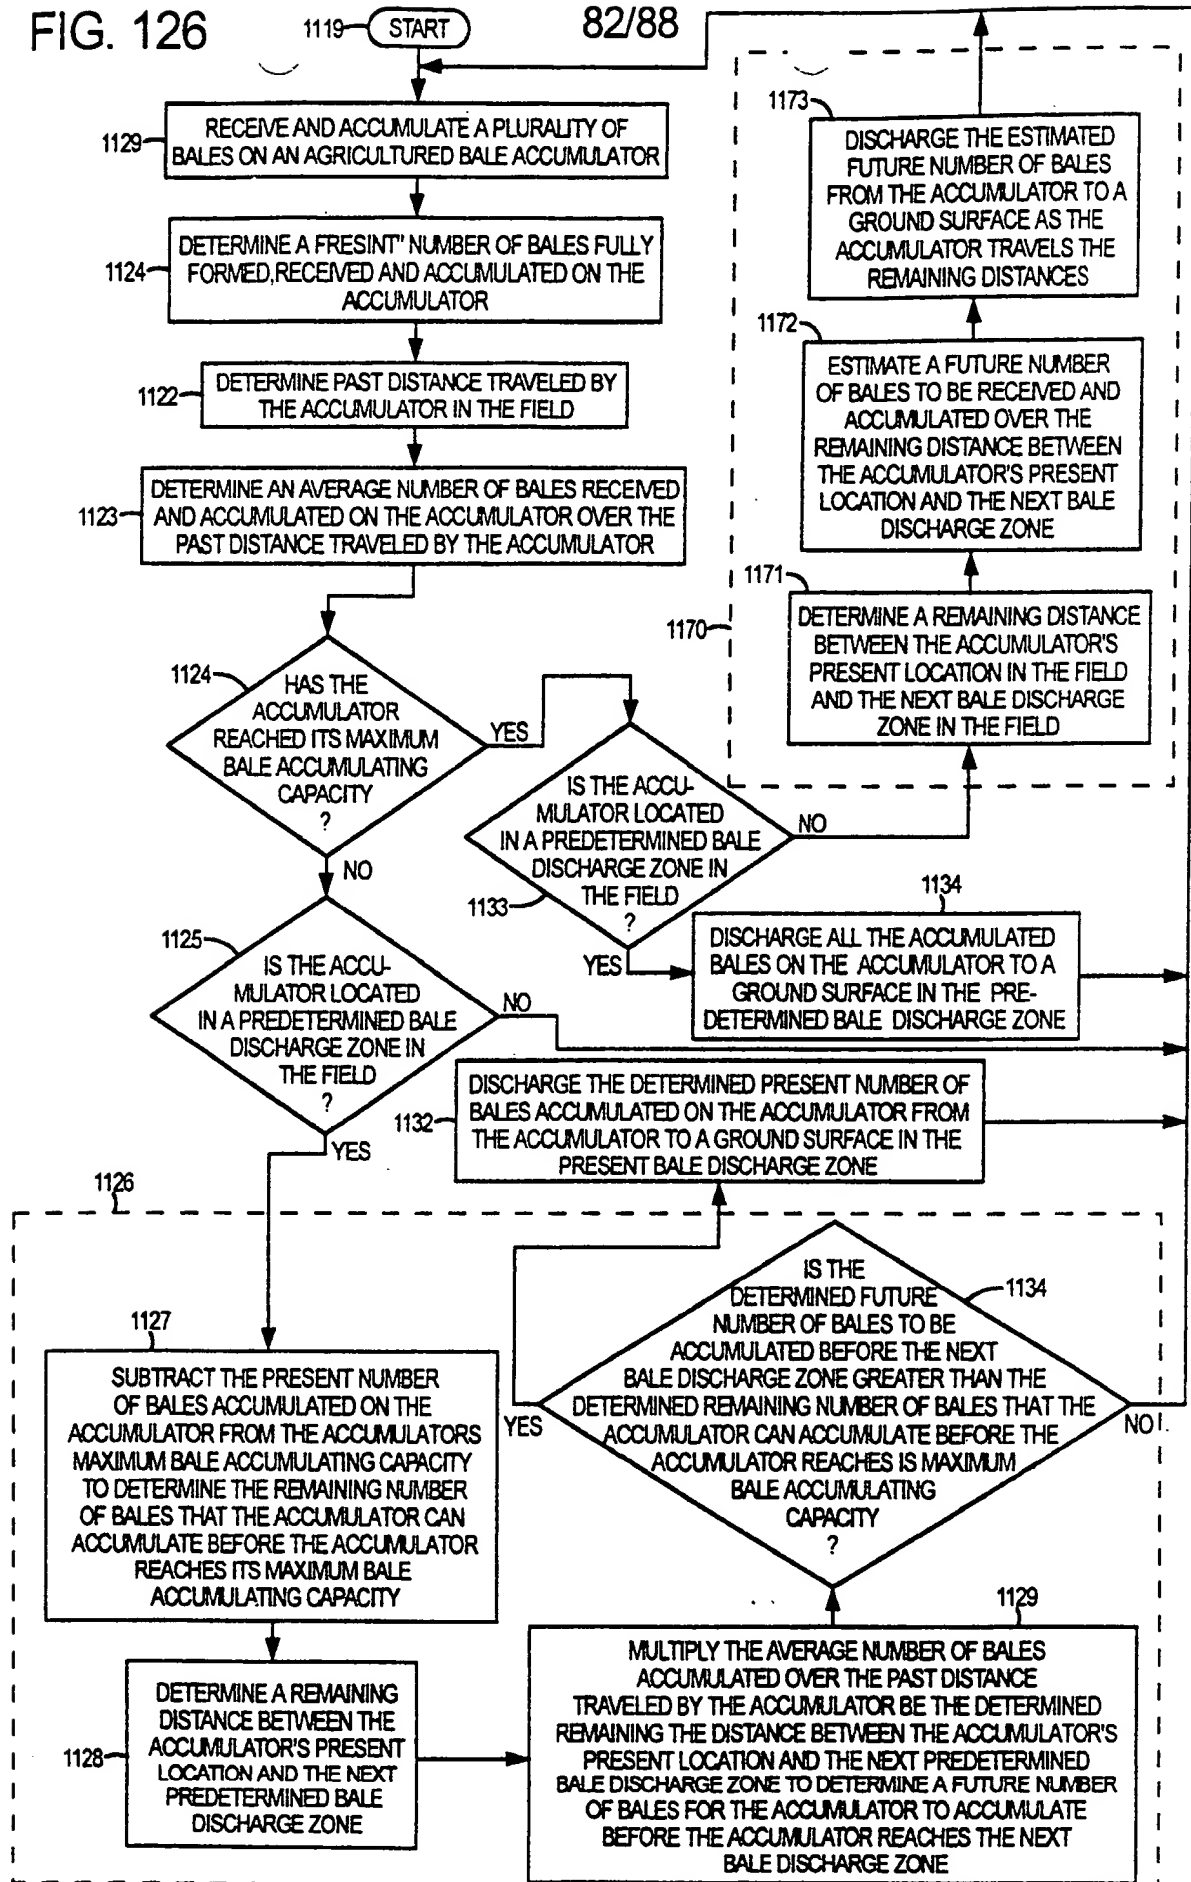 FIG. 126
82/88
1119
START
1129
RECEIVE AND ACCUMULATE A PLURALITY OF
BALES ON AN AGRICULTURED BALE ACCUMULATOR
1124
DETERMINE A FRESINT" NUMBER OF BALES FULLY
FORMED,RECEIVED AND ACCUMULATED ON THE
ACCUMULATOR
1122
DETERMINE PAST DISTANCE TRAVELED BY
THE ACCUMULATOR IN THE FIELD
1123
DETERMINE AN AVERAGE NUMBER OF BALES RECEIVED
AND ACCUMULATED ON THE ACCUMULATOR OVER THE
PAST DISTANCE TRAVELED BY THE ACCUMULATOR
1124
HAS THE
ACCUMULATOR
REACHED ITS MAXIMUM
BALE ACCUMULATING
CAPACITY
?
YES
NO
1133
IS THE ACCU-
MULATOR LOCATED
IN A PREDETERMINED BALE
DISCHARGE ZONE IN
THE FIELD
?
NO
YES
1170
1173
DISCHARGE THE ESTIMATED
FUTURE NUMBER OF BALES
FROM THE ACCUMULATOR TO A
GROUND SURFACE AS THE
ACCUMULATOR TRAVELS THE
REMAINING DISTANCES
1172
ESTIMATE A FUTURE NUMBER
OF BALES TO BE RECEIVED AND
ACCUMULATED OVER THE
REMAINING DISTANCE BETWEEN
THE ACCUMULATOR'S PRESENT
LOCATION AND THE NEXT BALE
DISCHARGE ZONE
1171
DETERMINE A REMAINING DISTANCE
BETWEEN THE ACCUMULATOR'S
PRESENT LOCATION IN THE FIELD
AND THE NEXT BALE DISCHARGE
ZONE IN THE FIELD
1134
DISCHARGE ALL THE ACCUMULATED
BALES ON THE ACCUMULATOR TO A
GROUND SURFACE IN THE PRE-
DETERMINED BALE DISCHARGE ZONE
1125
IS THE ACCU-
MULATOR LOCATED
IN A PREDETERMINED BALE
DISCHARGE ZONE IN
THE FIELD
?
NO
YES
1132
DISCHARGE THE DETERMINED PRESENT NUMBER OF
BALES ACCUMULATED ON THE ACCUMULATOR FROM
THE ACCUMULATOR TO A GROUND SURFACE IN THE
PRESENT BALE DISCHARGE ZONE
1126
1127
SUBTRACT THE PRESENT NUMBER
OF BALES ACCUMULATED ON THE
ACCUMULATOR FROM THE ACCUMULATORS
MAXIMUM BALE ACCUMULATING CAPACITY
TO DETERMINE THE REMAINING NUMBER
OF BALES THAT THE ACCUMULATOR CAN
ACCUMULATE BEFORE THE ACCUMULATOR
REACHES ITS MAXIMUM BALE
ACCUMULATING CAPACITY
1128
DETERMINE A REMAINING
DISTANCE BETWEEN THE
ACCUMULATOR'S PRESENT
LOCATION AND THE NEXT
PREDETERMINED BALE
DISCHARGE ZONE
1129
MULTIPLY THE AVERAGE NUMBER OF BALES
ACCUMULATED OVER THE PAST DISTANCE
TRAVELED BY THE ACCUMULATOR BE THE DETERMINED
REMAINING THE DISTANCE BETWEEN THE ACCUMULATOR'S
PRESENT LOCATION AND THE NEXT PREDETERMINED
BALE DISCHARGE ZONE TO DETERMINE A FUTURE NUMBER
OF BALES FOR THE ACCUMULATOR TO ACCUMULATE
BEFORE THE ACCUMULATOR REACHES THE NEXT
BALE DISCHARGE ZONE
1134
IS THE
DETERMINED FUTURE
NUMBER OF BALES TO BE
ACCUMULATED BEFORE THE NEXT
BALE DISCHARGE ZONE GREATER THAN THE
DETERMINED REMAINING NUMBER OF BALES THAT THE
ACCUMULATOR CAN ACCUMULATE BEFORE THE
ACCUMULATOR REACHES IS MAXIMUM
BALE ACCUMULATING
CAPACITY
?
YES
NO